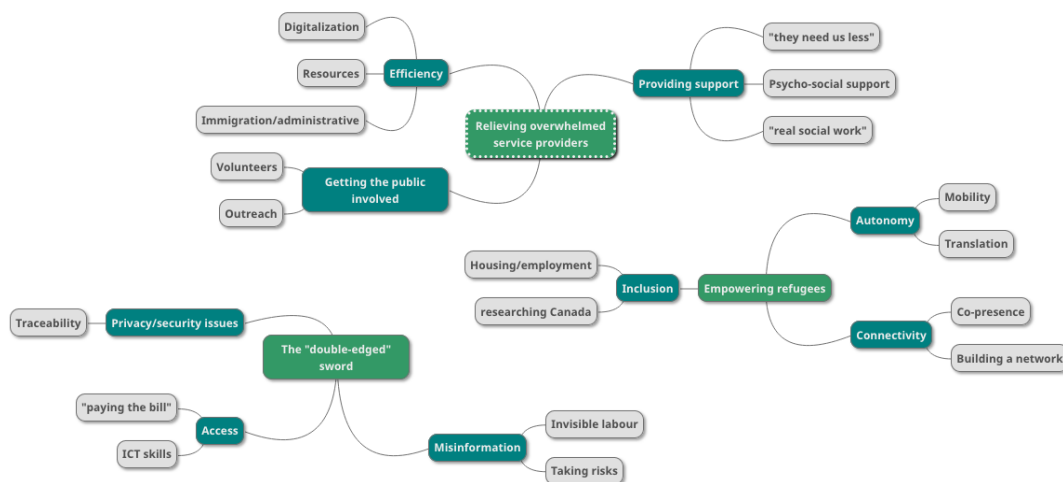 Digitalization
Resources
Immigration/administrative
Efficiency
Volunteers
Outreach
Getting the public
involved
Relieving overwhelmed
service providers
Providing support
"they need us less"
Psycho-social support
"real social work"
Housing/employment
researching Canada
Inclusion
Empowering refugees
Autonomy
Mobility
Translation
Connectivity
Co-presence
Building a network
Traceability
Privacy/security issues
The "double-edged"
sword
"paying the bill"
ICT skills
Access
Misinformation
Invisible labour
Taking risks